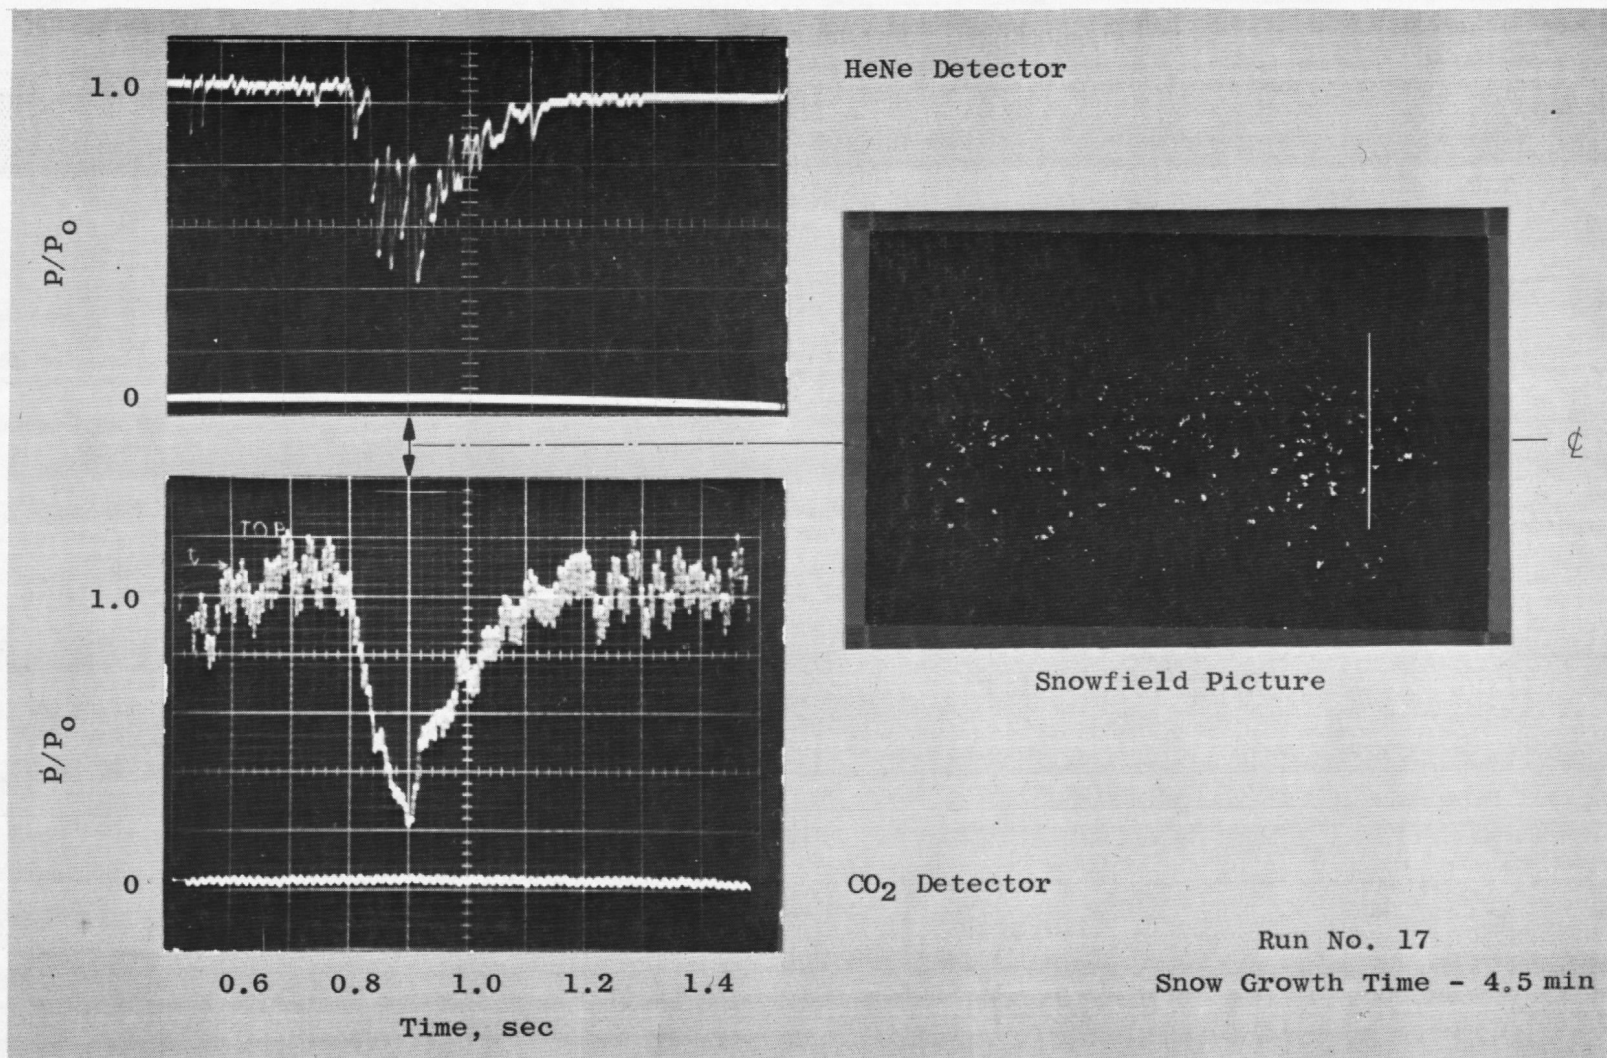 HeNe Detector
1.0
P/Po
0
TOP
1.0
P/Po
0
0.6 0.8 1.0 1.2 1.4
Time, sec
℄
Snowfield Picture
CO2 Detector
Run No. 17
Snow Growth Time - 4.5 min